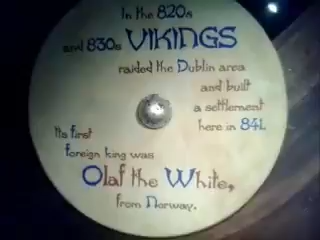 In the 820s
and 830s VIKINGS
raided the Dublin area
and built
a settlement
here in 841.
Its first
foreign king was
Olaf the White,
from Norway.